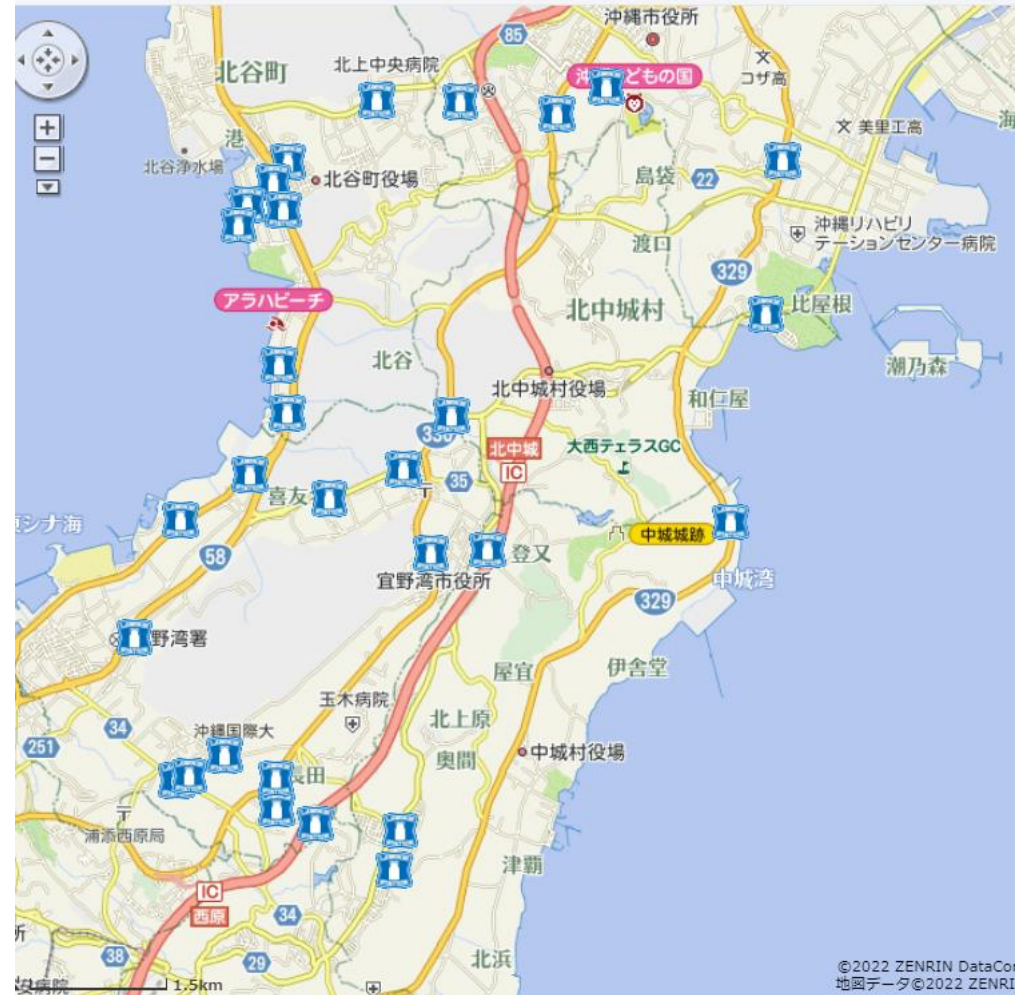 沖縄市役所
85
コザ高
北谷町
北上中央病院
沖
どもの国
美里工高
海
港
北谷浄水場
北谷町役場
島袋
22
沖縄リハビリ
テーションセンター病院
渡口
329
比屋根
アラハビーチ
北中城村
潮乃森
北谷
北中城村役場
和仁屋
330
大西テェラスGC
北中城
IC
35
喜友
シナ海
中城城跡
58
登又
宜野湾市役所
中城湾
329
野湾署
屋宜
伊舎堂
玉木病院
34
沖縄国際大
北上原
251
奥間
中城村役場
長田
浦添西原局
津覇
IC
西原
34
所
38
29
北浜
病院
1.5km
©2022 ZENRIN DataCo
地図データ©2022 ZENRI